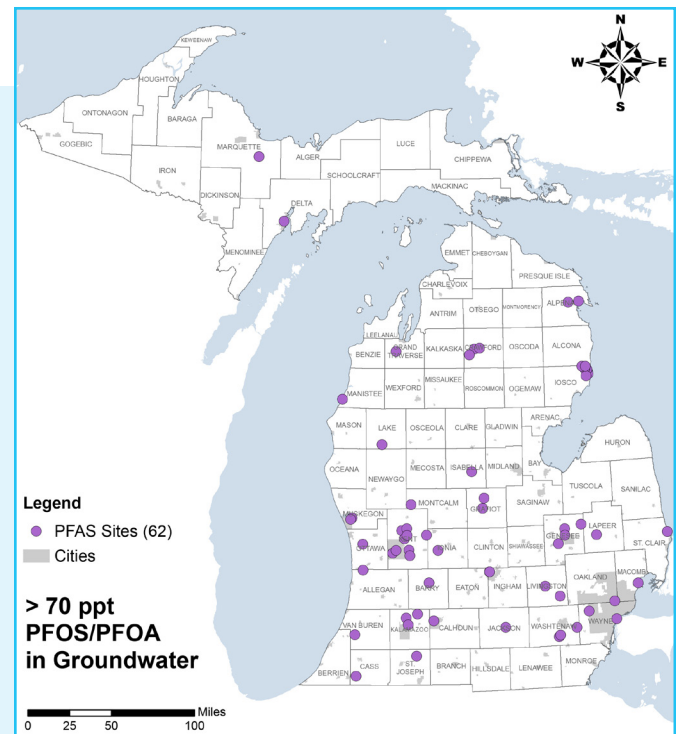 N
W E
S
KEWEENAW
HOUGHTON
ONTONAGON
BARAGA
GOGEBIC
MARQUETTE
LUCE
ALGER
CHIPPEWA
IRON
SCHOOLCRAFT
MACKINAC
DICKINSON
DELTA
MENOMINEE
EMMET
CHEBOYGAN
PRESQUE ISLE
CHARLEVOIX
ANTRIM
OTSEGO
MONTMORENCY
ALPENA
LEELANAU
BENZIE
GRAND
TRAVERSE
KALKASKA
CRAWFORD
OSCODA
ALCONA
MANISTEE
WEXFORD
MISSAUKEE
ROSCOMMON
OGEMAW
IOSCO
ARENAC
MASON
LAKE
OSCEOLA
CLARE
GLADWIN
HURON
OCEANA
NEWAYGO
MECOSTA
ISABELLA
MIDLAND
BAY
TUSCOLA
SANILAC
MUSKEGON
MONTCALM
GRATIOT
SAGINAW
KENT
OTTAWA
IONIA
CLINTON
SHIAWASSEE
GENESEE
LAPEER
ST. CLAIR
ALLEGAN
BARRY
EATON
INGHAM
LIVINGSTON
OAKLAND
MACOMB
VAN BUREN
KALAMAZOO
CALHOUN
JACKSON
WASHTENAW
WAYNE
BERRIEN
CASS
ST.
JOSEPH
BRANCH
HILLSDALE
LENAWEE
MONROE
Legend
PFAS Sites (62)
Cities
> 70 ppt
PFOS/PFOA
in Groundwater
Miles
0 25 50 100